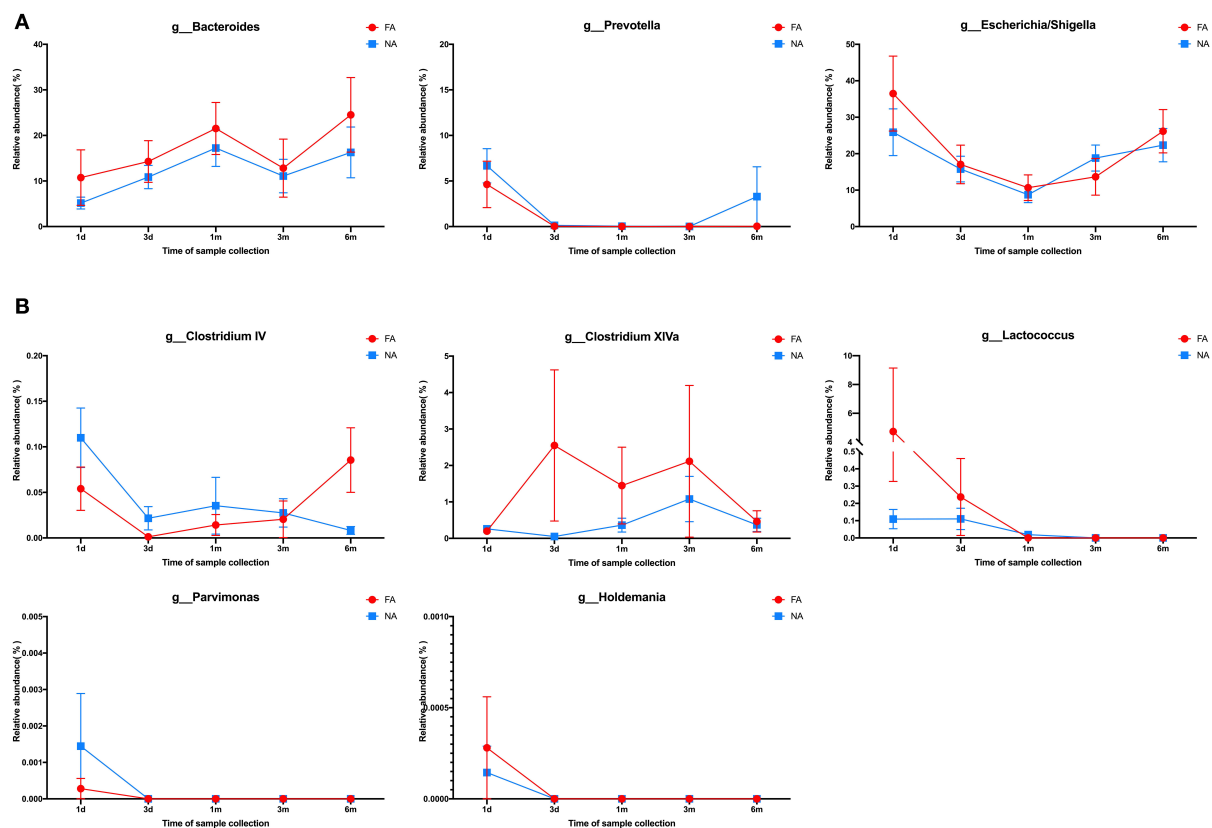 A
g__Bacteroides
FA
NA
Relative abundance( % )
40
30
20
10
0
1d 3d 1m 3m 6m
Time of sample collection
g__Prevotella
FA
NA
Relative abundance( % )
20
15
10
5
0
1d 3d 1m 3m 6m
Time of sample collection
g__Escherichia/Shigella
FA
NA
Relative abundance( % )
50
40
30
20
10
0
1d 3d 1m 3m 6m
Time of sample collection
B
g__Clostridium IV
FA
NA
Relative abundance( % )
0.20
0.15
0.10
0.05
0.00
1d 3d 1m 3m 6m
Time of sample collection
g__Clostridium XIVa
FA
NA
Relative abundance( % )
5
4
3
2
1
0
1d 3d 1m 3m 6m
Time of sample collection
g__Lactococcus
FA
NA
Relative abundance( % )
10
8
6
4
0.5
0.4
0.3
0.2
0.1
0.0
1d 3d 1m 3m 6m
Time of sample collection
g__Parvimonas
FA
NA
Relative abundance( % )
0.005
0.004
0.003
0.002
0.001
0.000
1d 3d 1m 3m 6m
Time of sample collection
g__Holdemania
FA
NA
Relative abundance( % )
0.0010
0.0005
0.0000
1d 3d 1m 3m 6m
Time of sample collection